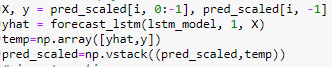 X, y = pred_scaled[i, 0:-1], pred_scaled[i, -1]
yhat = forecast_lstm(lstm_model, 1, X)
temp=np.array([yhat,y])
pred_scaled=np.vstack((pred_scaled,temp))